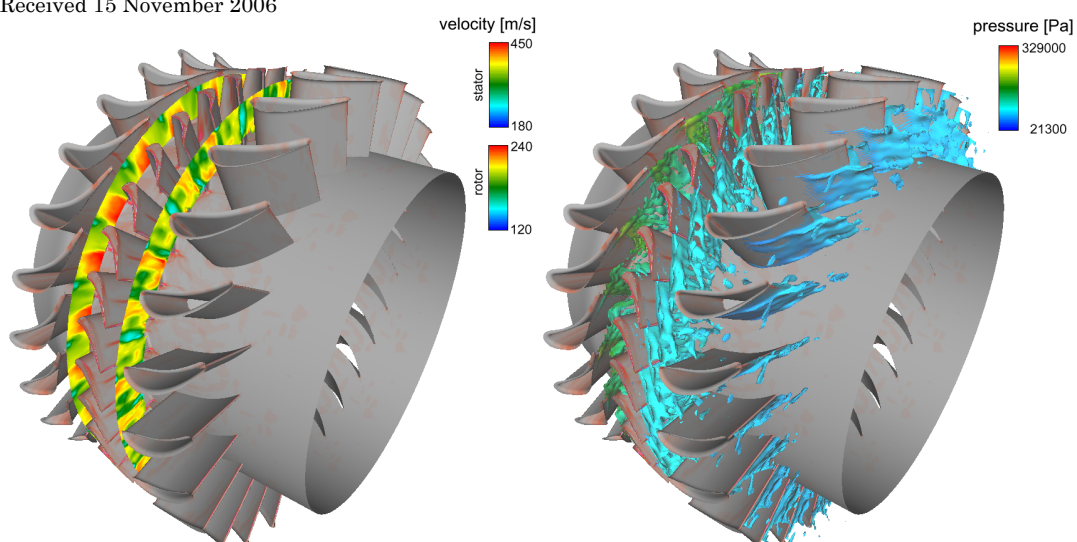 Received 15 November 2006
velocity [m/s]
450
stator
180
240
rotor
120
pressure [Pa]
329000
21300